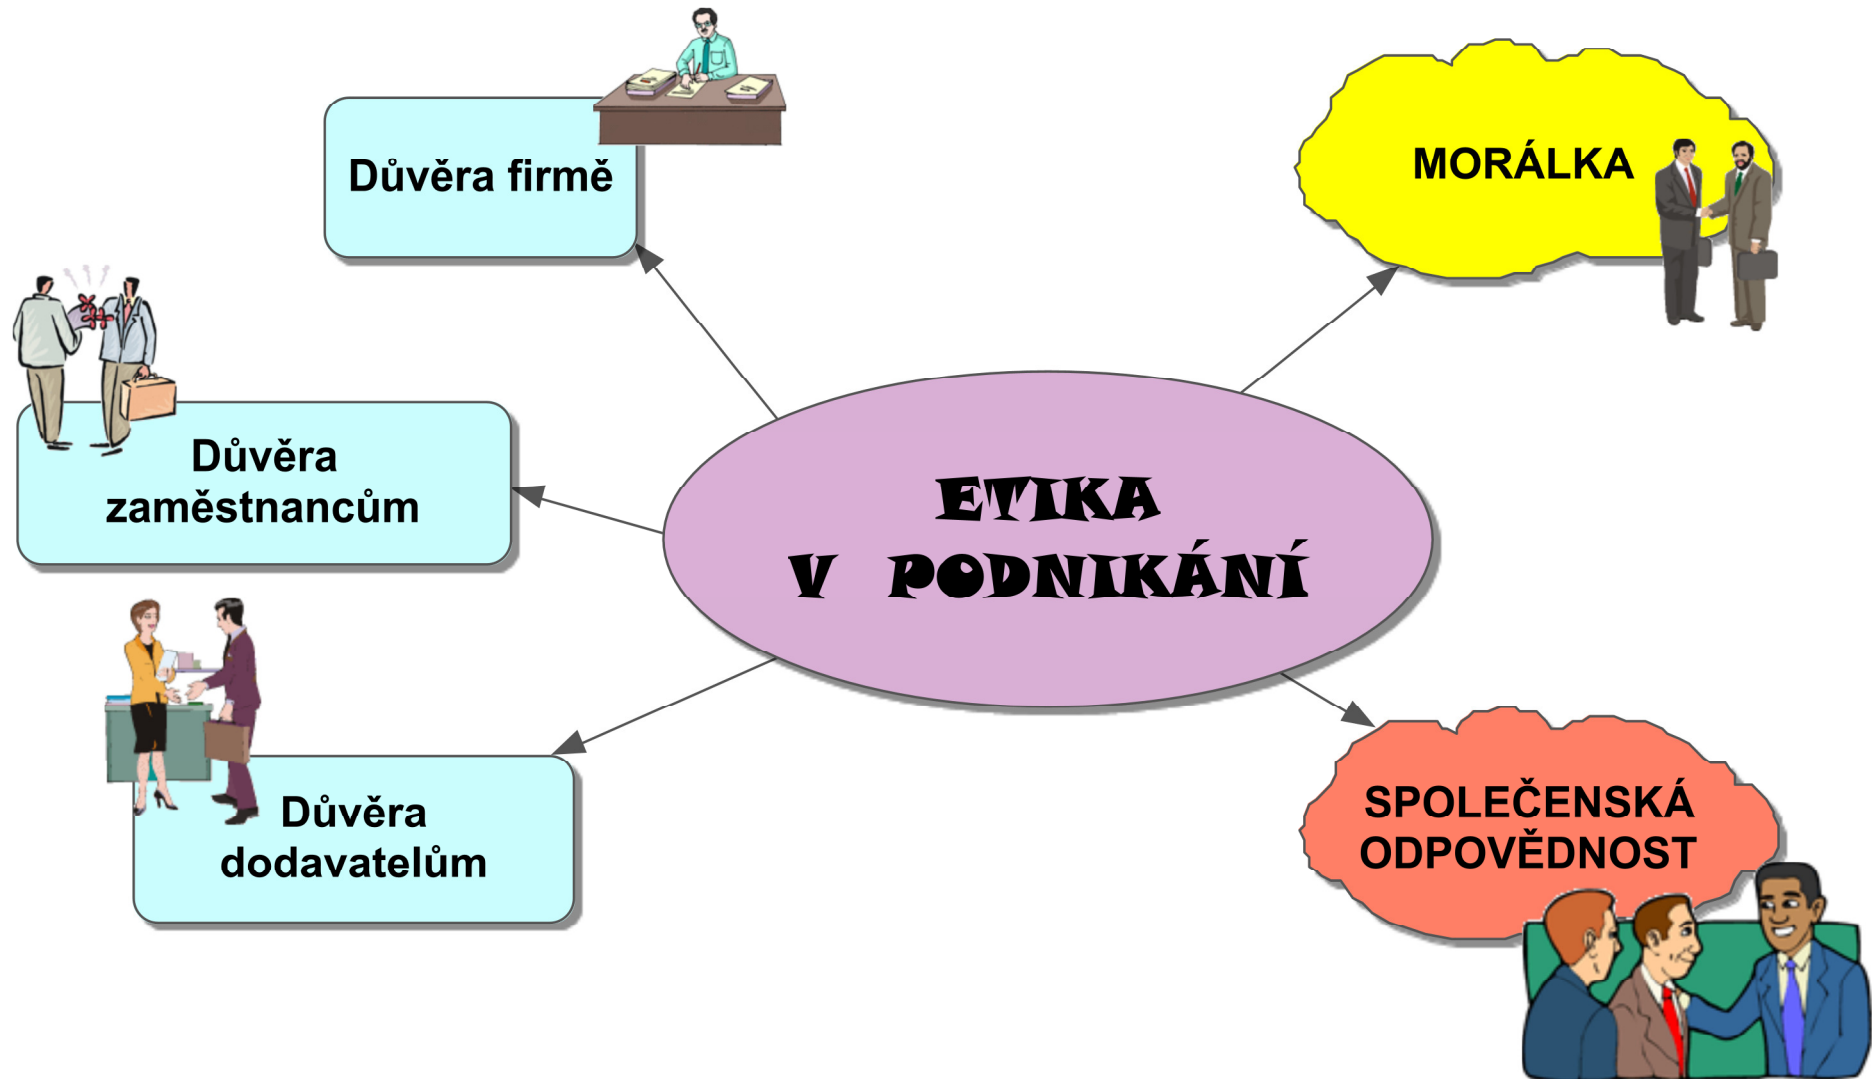 Důvěra firmě
MORÁLKA
Důvěra
zaměstnancům
ETIKA
V PODNIKÁNÍ
Důvěra
dodavatelům
SPOLEČENSKÁ
ODPOVĚDNOST